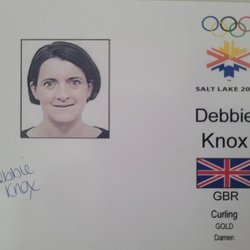 SALT LAKE 20
Debbie
Knox
GBR
Curling
GOLD
Damen
Debbie
Knox